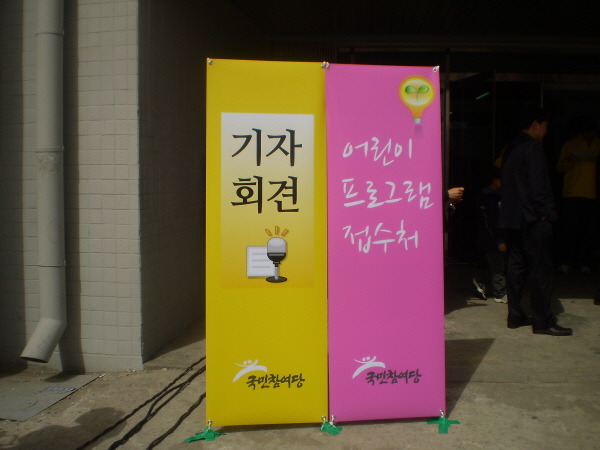 기자
회견
국민참여당
어린이
프로그램
접수처
국민참여당